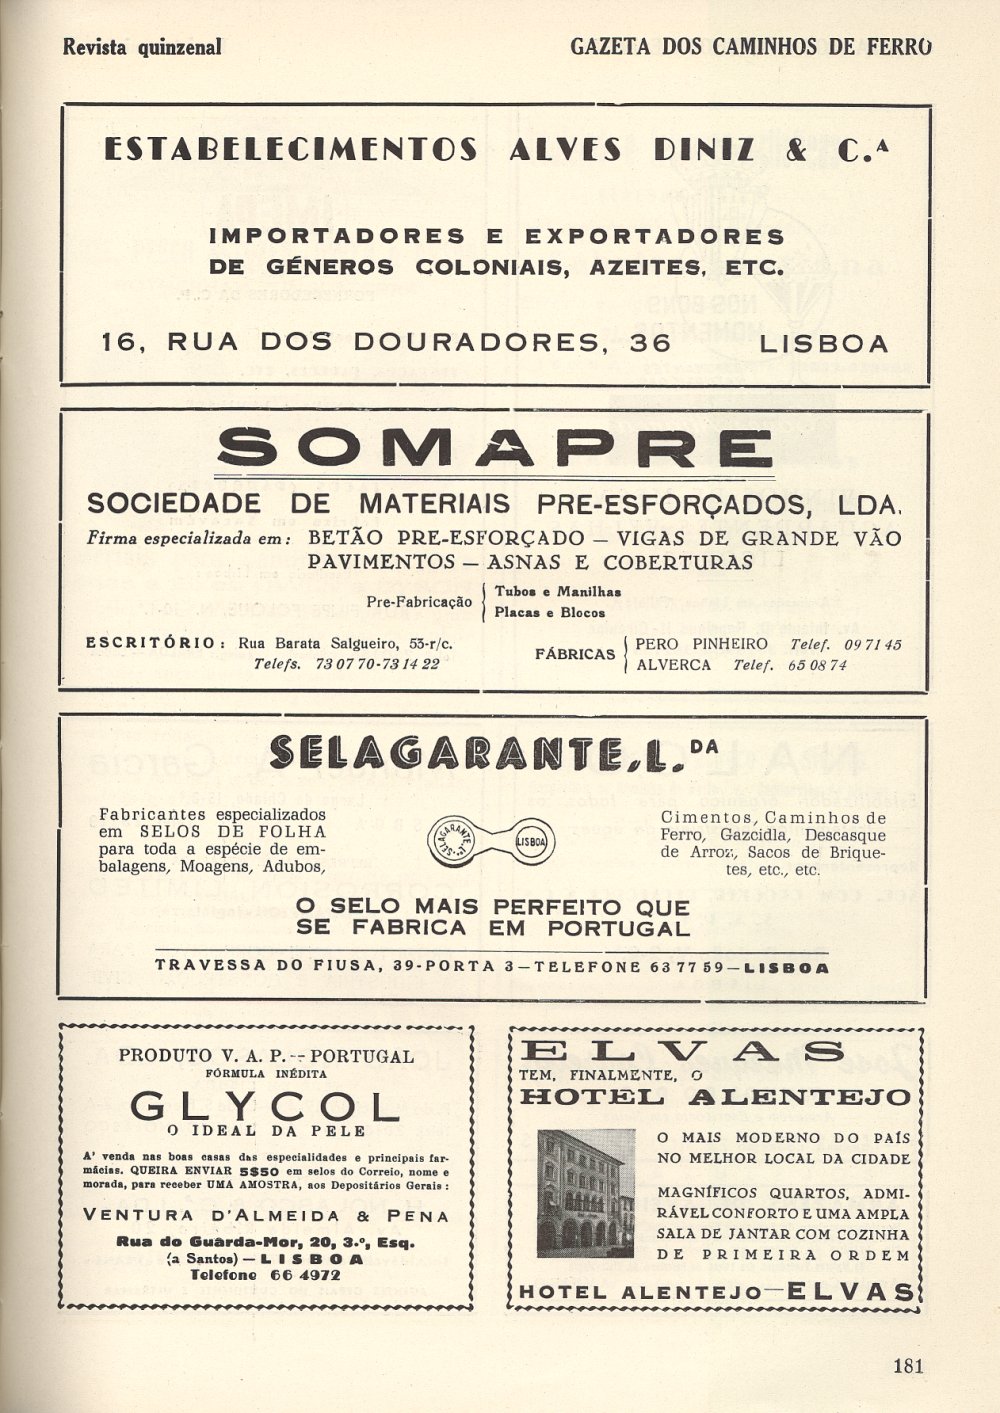 Revista quinzenal
GAZETA DOS CAMINHOS DE FERRO
ESTABELECIMENTOS ALVES DINIZ & C.ᴬ
IMPORTADORES E EXPORTADORES
DE GÉNEROS COLONIAIS, AZEITES, ETC.
16, RUA DOS DOURADORES, 36 LISBOA
SOMAPRE
SOCIEDADE DE MATERIAIS PRE-ESFORÇADOS, LDA.
Firma especializada em: BETÃO PRE-ESFORÇADO — VIGAS DE GRANDE VÃO
PAVIMENTOS — ASNAS E COBERTURAS
Pre-Fabricação
Tubos e Manilhas
Placas e Blocos
ESCRITÓRIO: Rua Barata Salgueiro, 53-r/c.
Telefs. 73 07 70-73 14 22
FÁBRICAS
PERO PINHEIRO Telef. 09 71 45
ALVERCA Telef. 65 08 74
SELAGARANTE, L.DA
Fabricantes especializados
em SELOS DE FOLHA
para toda a espécie de em-
balagens, Moagens, Adubos,
SELAGARANTE, Lᵈᵃ
LISBOA
Cimentos, Caminhos de
Ferro, Gazcidla, Descasque
de Arroz, Sacos de Brique-
tes, etc., etc.
O SELO MAIS PERFEITO QUE
SE FABRICA EM PORTUGAL
TRAVESSA DO FIUSA, 39-PORTA 3 — TELEFONE 63 77 59 — LISBOA
PRODUTO V. A. P. -- PORTUGAL
FÓRMULA INÉDITA
GLYCOL
O IDEAL DA PELE
A' venda nas boas casas das especialidades e principais far-
mácias. QUEIRA ENVIAR 5$50 em selos do Correio, nome e
morada, para receber UMA AMOSTRA, aos Depositários Gerais:
VENTURA D'ALMEIDA & PENA
Rua do Guarda-Mor, 20, 3.º, Esq.
(a Santos) — LISBOA
Telefone 66 4972
ELVAS
TEM, FINALMENTE, O
HOTEL ALENTEJO
O MAIS MODERNO DO PAÍS
NO MELHOR LOCAL DA CIDADE
MAGNÍFICOS QUARTOS, ADMI-
RÁVEL CONFORTO E UMA AMPLA
SALA DE JANTAR COM COZINHA
DE PRIMEIRA ORDEM
HOTEL ALENTEJO — ELVAS
181